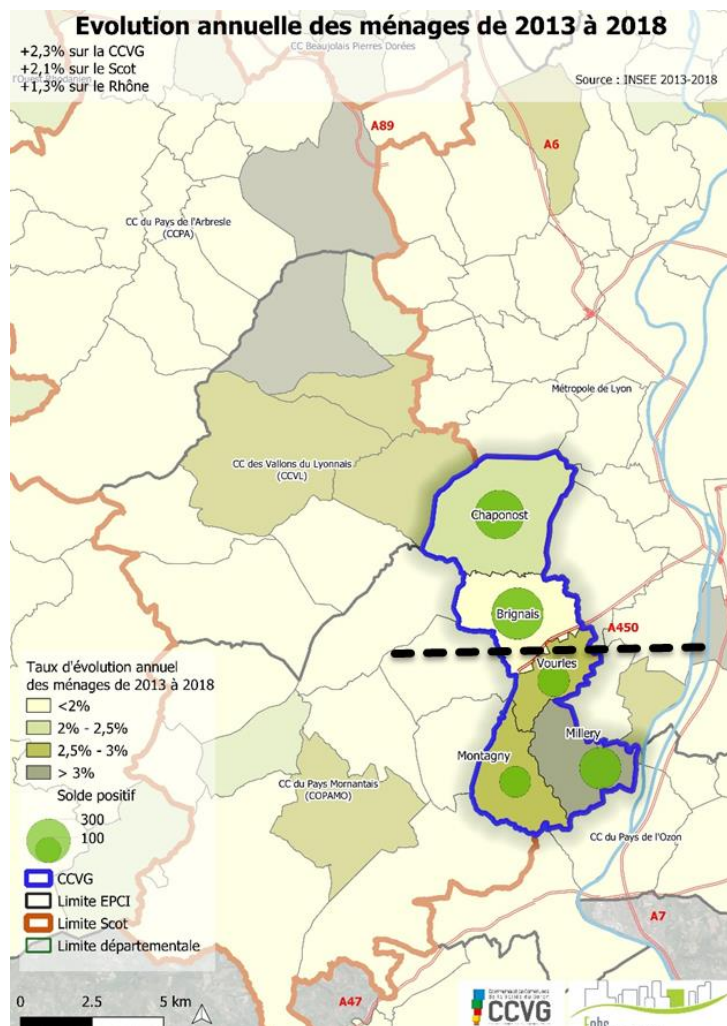 Evolution annuelle des ménages de 2013 à 2018
+2,3% sur la CCVG
+2,1% sur le Scot
+1,3% sur le Rhône
CC Beaujolais Pierres Dorées
l'Ouest Rhodanien
Source : INSEE 2013-2018
A89
A6
CC du Pays de l'Arbresle
(CCPA)
Métropole de Lyon
CC des Vallons du Lyonnais
(CCVL)
Chaponost
Brignais
A450
Vourles
Millery
Montagny
CC du Pays Mornantais
(COPAMO)
CC du Pays de l'Ozon
A7
A47
Taux d'évolution annuel
des ménages de 2013 à 2018
<2%
2% - 2,5%
2,5% - 3%
> 3%
Solde positif
300
100
CCVG
Limite EPCI
Limite Scot
Limite départementale
0 2.5 5 km
CCVG